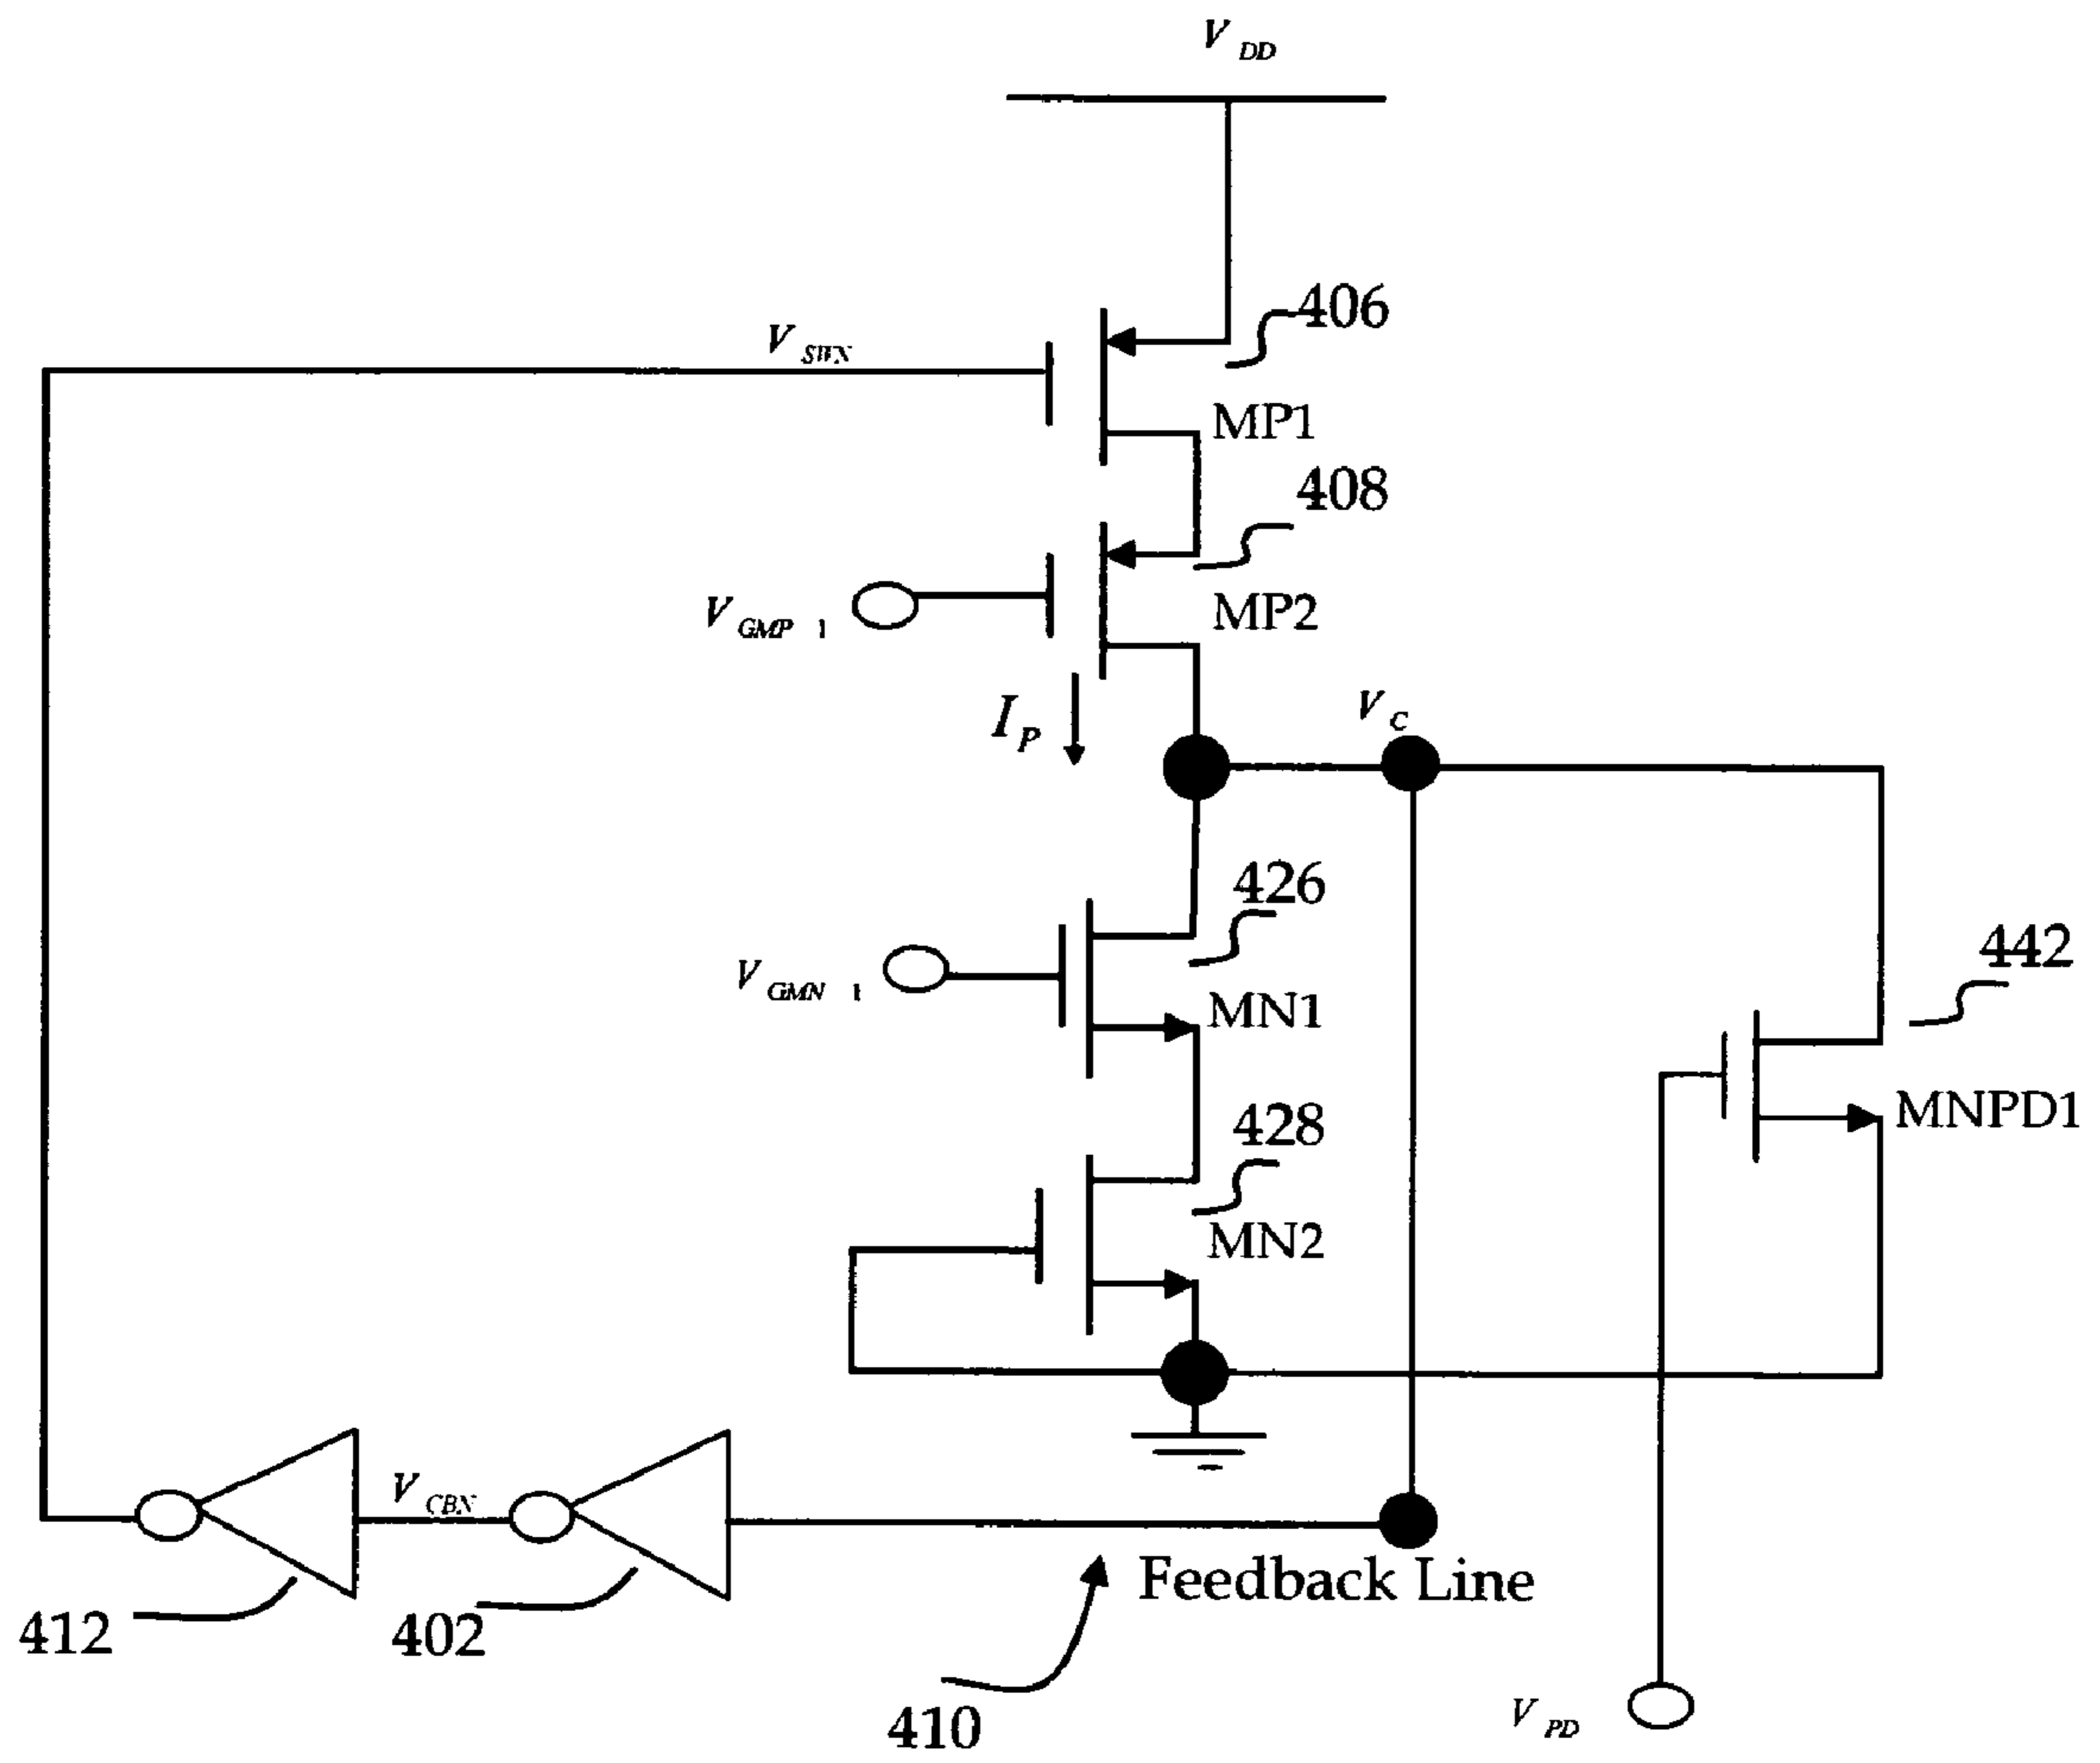 V DD
406
V SWN
MP1
408
V GMP 1
MP2
I P
V C
426
V GMN 1
MN1
442
MNPD1
428
MN2
V CBN
Feedback Line
412
402
410
V PD